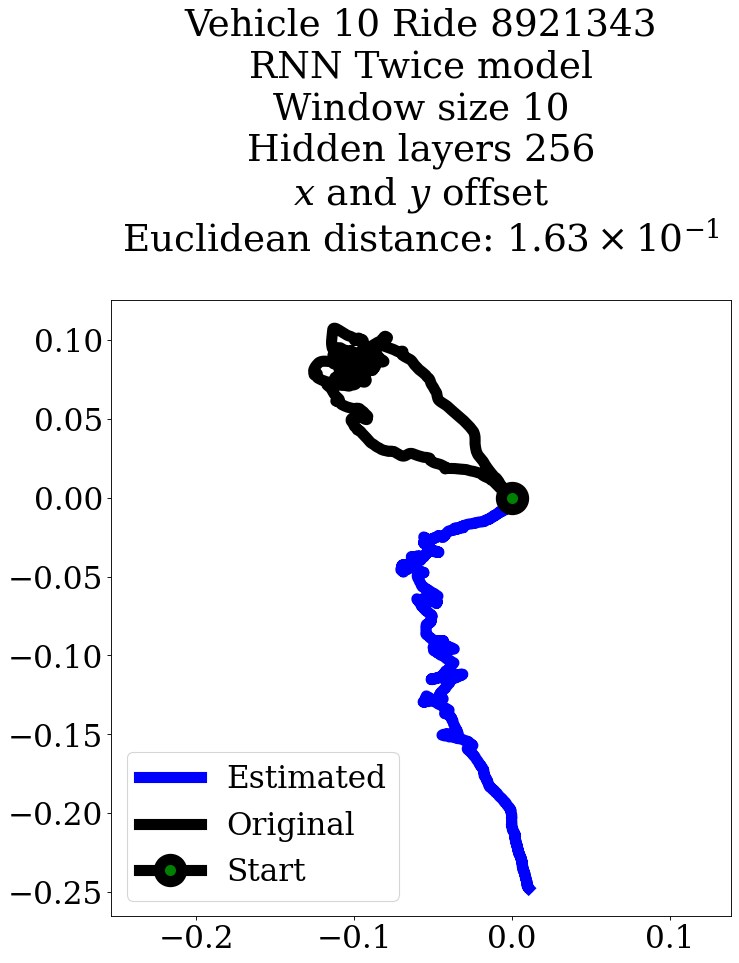 Vehicle 10 Ride 8921343
RNN Twice model
Window size 10
Hidden layers 256
x and y offset
Euclidean distance: 1.63 × 10⁻¹
0.10
0.05
0.00
−0.05
−0.10
−0.15
−0.20
−0.25
Estimated
Original
Start
−0.2 −0.1 0.0 0.1